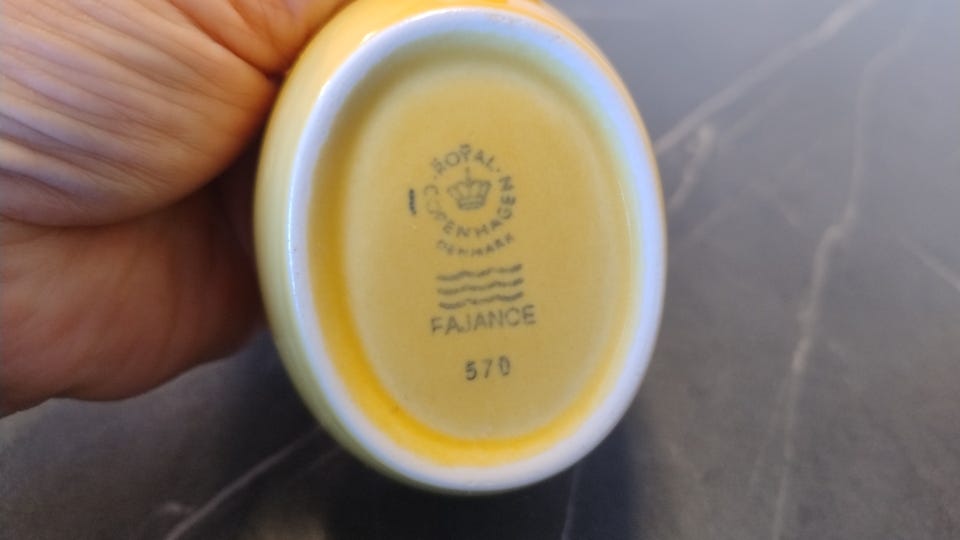 ROYAL
COPENHAGEN
DENMARK
FAJANCE
570